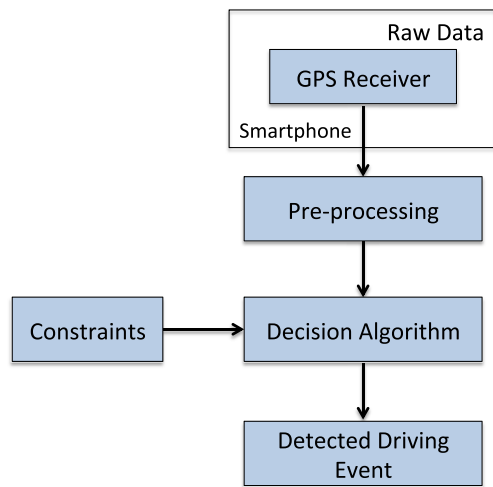 Raw Data
GPS Receiver
Smartphone
Pre-processing
Constraints
Decision Algorithm
Detected Driving
Event